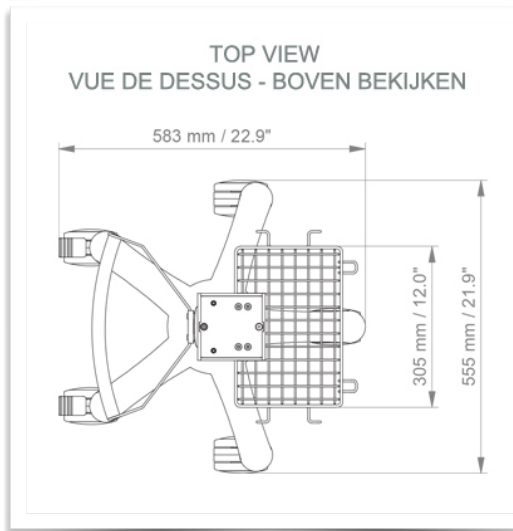 TOP VIEW
VUE DE DESSUS - BOVEN BEKIJKEN
583 mm / 22.9"
305 mm / 12.0"
555 mm / 21.9"